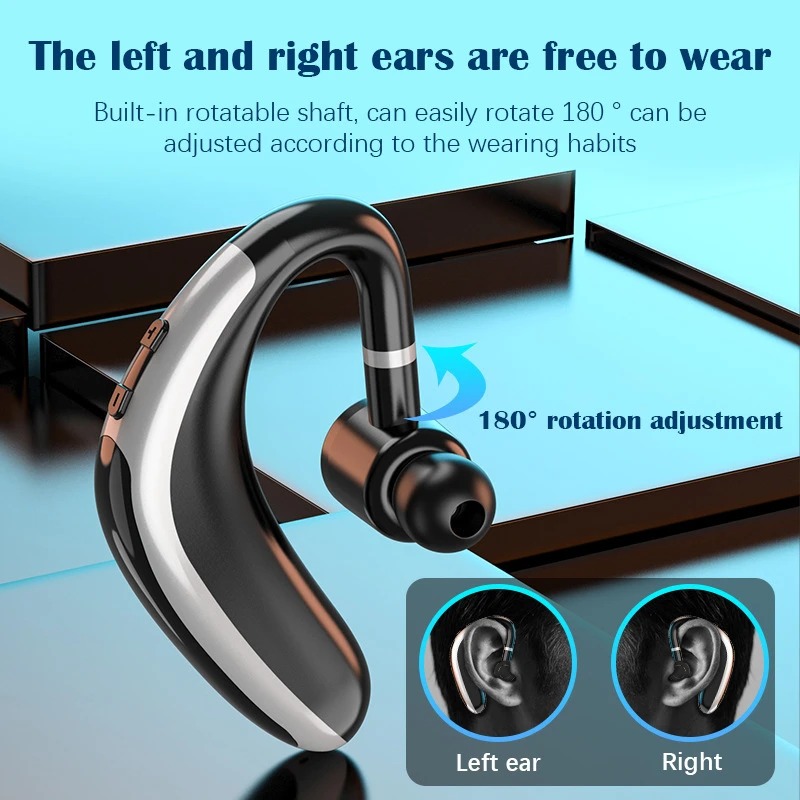 The left and right ears are free to wear
Built-in rotatable shaft, can easily rotate 180 ° can be
adjusted according to the wearing habits
180° rotation adjustment
Left ear
Right